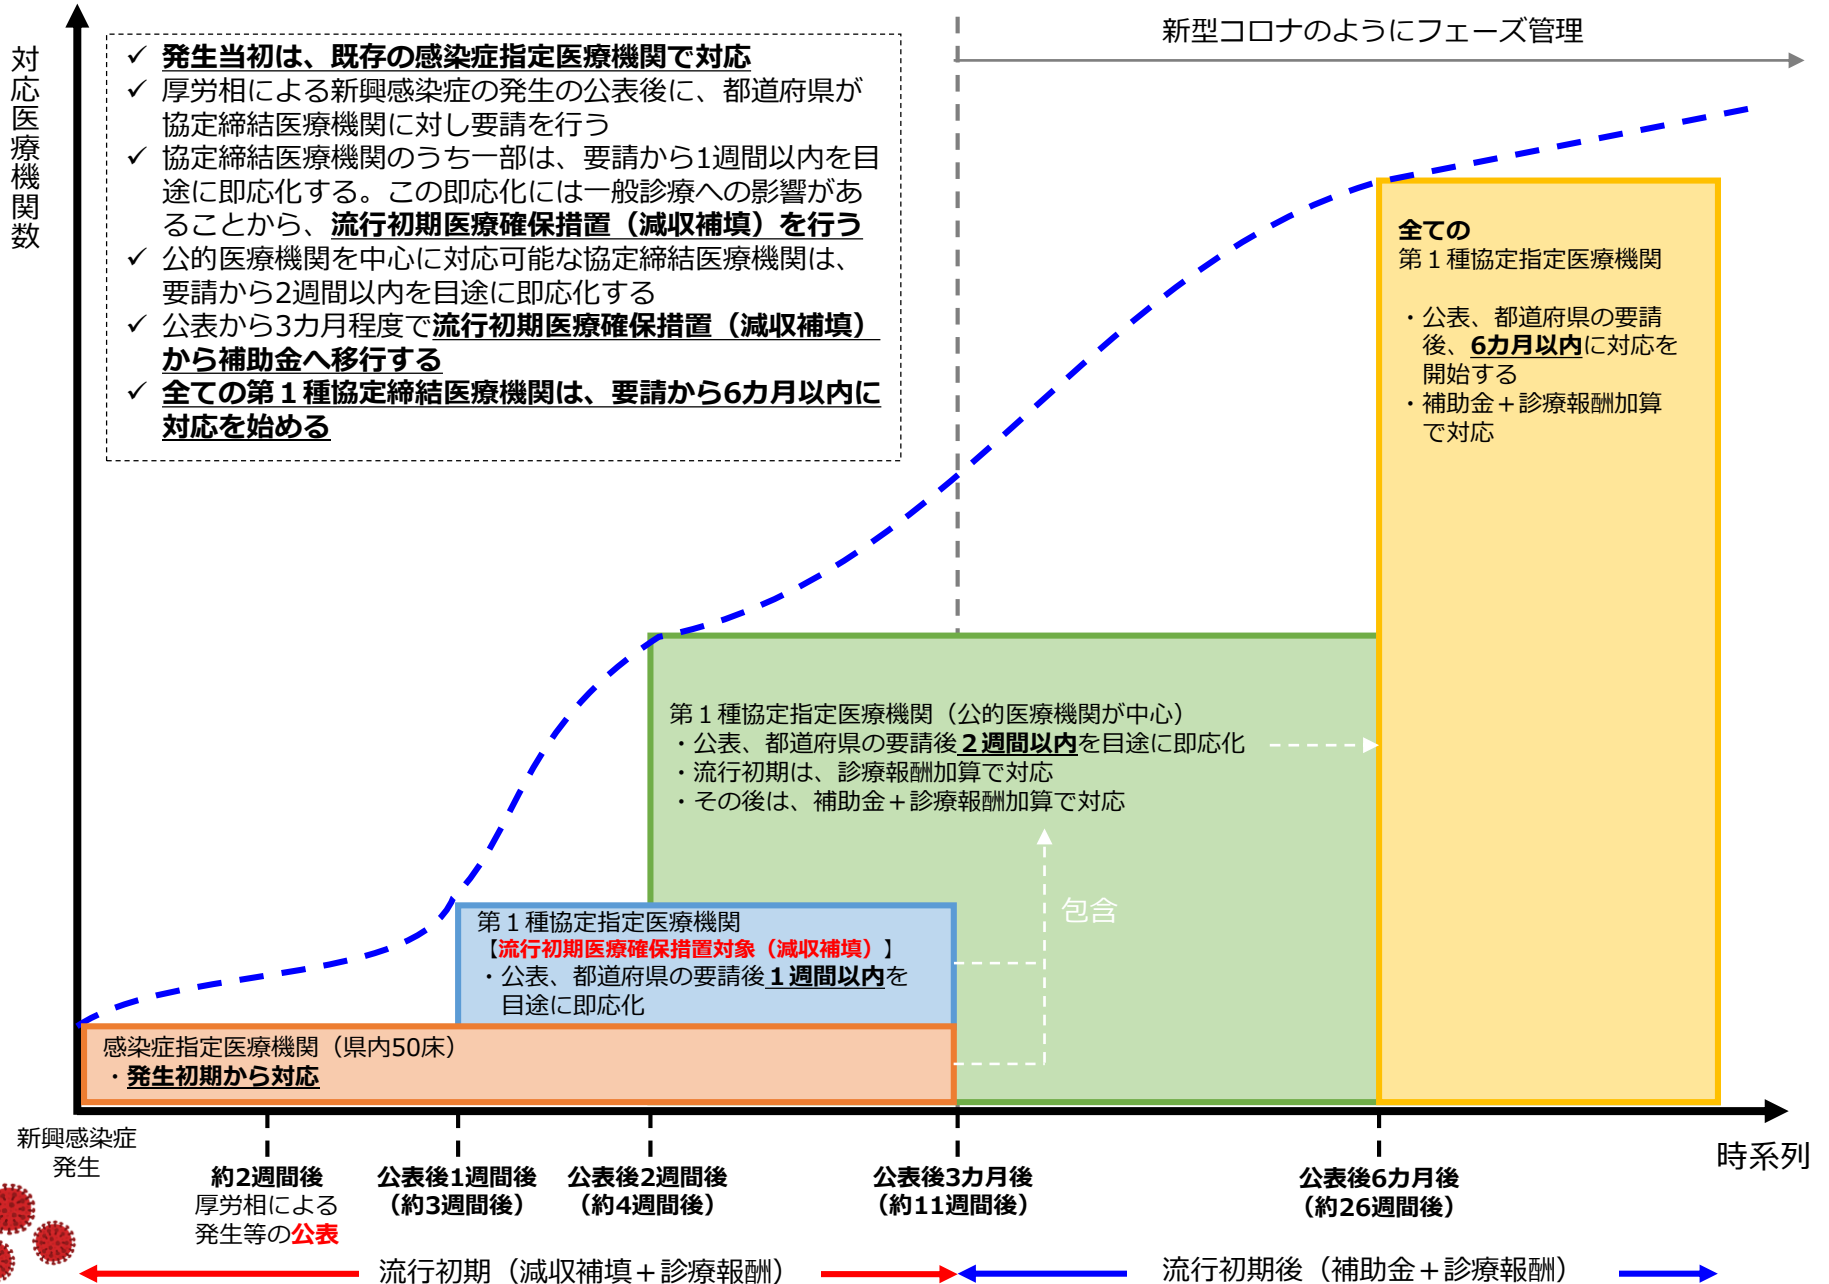 対応医療機関数
✓ 発生当初は、既存の感染症指定医療機関で対応
✓ 厚労相による新興感染症の発生の公表後に、都道府県が
協定締結医療機関に対し要請を行う
✓ 協定締結医療機関のうち一部は、要請から1週間以内を目
途に即応化する。この即応化には一般診療への影響があ
ることから、流行初期医療確保措置（減収補填）を行う
✓ 公的医療機関を中心に対応可能な協定締結医療機関は、
要請から2週間以内を目途に即応化する
✓ 公表から3カ月程度で流行初期医療確保措置（減収補填）
から補助金へ移行する
✓ 全ての第１種協定締結医療機関は、要請から6カ月以内に
対応を始める
新型コロナのようにフェーズ管理
全ての
第１種協定指定医療機関
・公表、都道府県の要請
後、6カ月以内に対応を
開始する
・補助金＋診療報酬加算
で対応
第１種協定指定医療機関（公的医療機関が中心）
・公表、都道府県の要請後２週間以内を目途に即応化
・流行初期は、診療報酬加算で対応
・その後は、補助金＋診療報酬加算で対応
包含
第１種協定指定医療機関
【流行初期医療確保措置対象（減収補填）】
・公表、都道府県の要請後１週間以内を
目途に即応化
感染症指定医療機関（県内50床）
・発生初期から対応
新興感染症
発生
約2週間後
厚労相による
発生等の公表
公表後1週間後
（約3週間後）
公表後2週間後
（約4週間後）
公表後3カ月後
（約11週間後）
公表後6カ月後
（約26週間後）
時系列
流行初期（減収補填＋診療報酬）
流行初期後（補助金＋診療報酬）